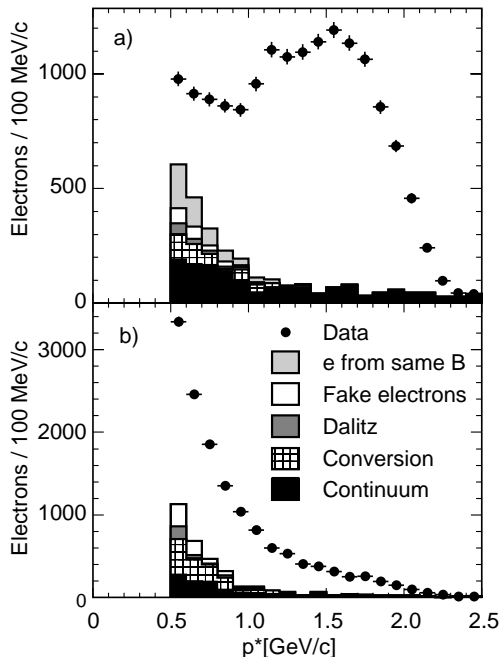 a)
Electrons / 100 MeV/c
1000
500
0
b)
Electrons / 100 MeV/c
3000
2000
1000
0
Data
e from same B
Fake electrons
Dalitz
Conversion
Continuum
0.0 0.5 1.0 1.5 2.0 2.5
p*[GeV/c]